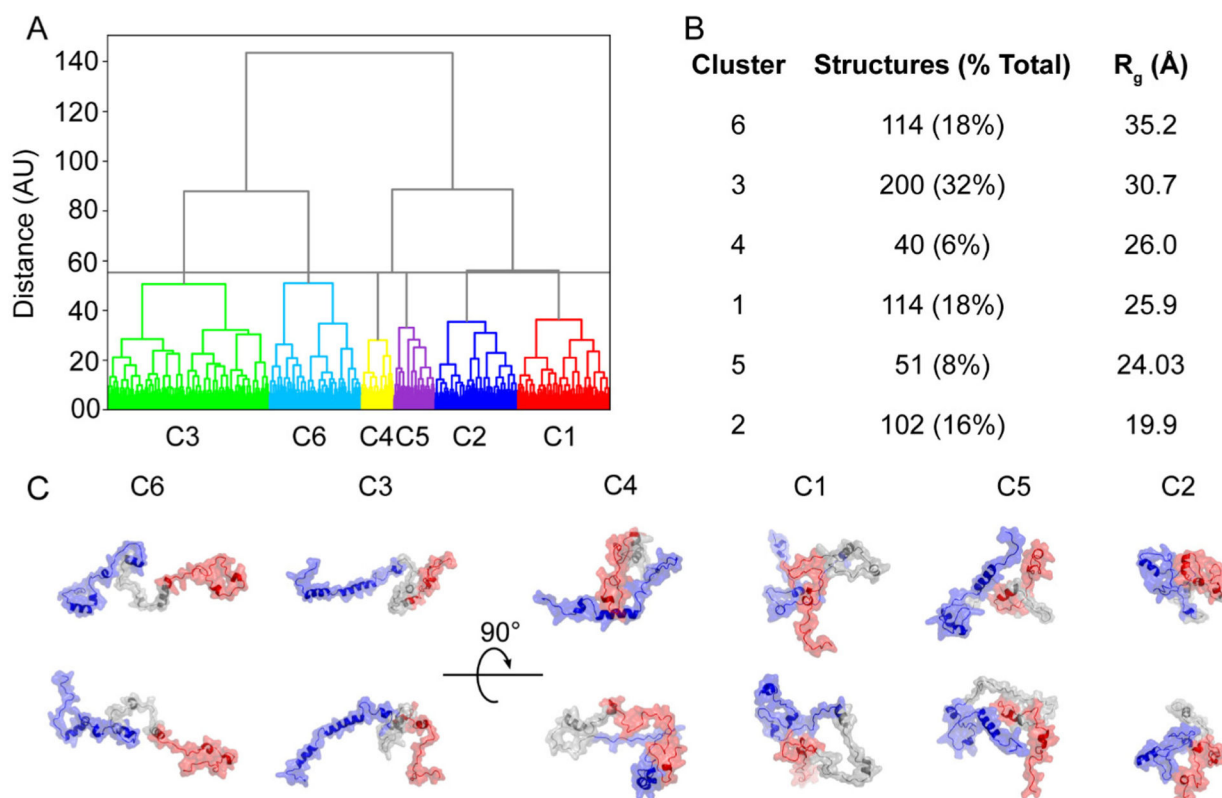 A
Distance (AU)
140
120
100
80
60
40
20
00
C3 C6 C4 C5 C2 C1
B
Cluster Structures (% Total) Rg (Å)
6 114 (18%) 35.2
3 200 (32%) 30.7
4 40 (6%) 26.0
1 114 (18%) 25.9
5 51 (8%) 24.03
2 102 (16%) 19.9
C
C6 C3 C4 C1 C5 C2
90°